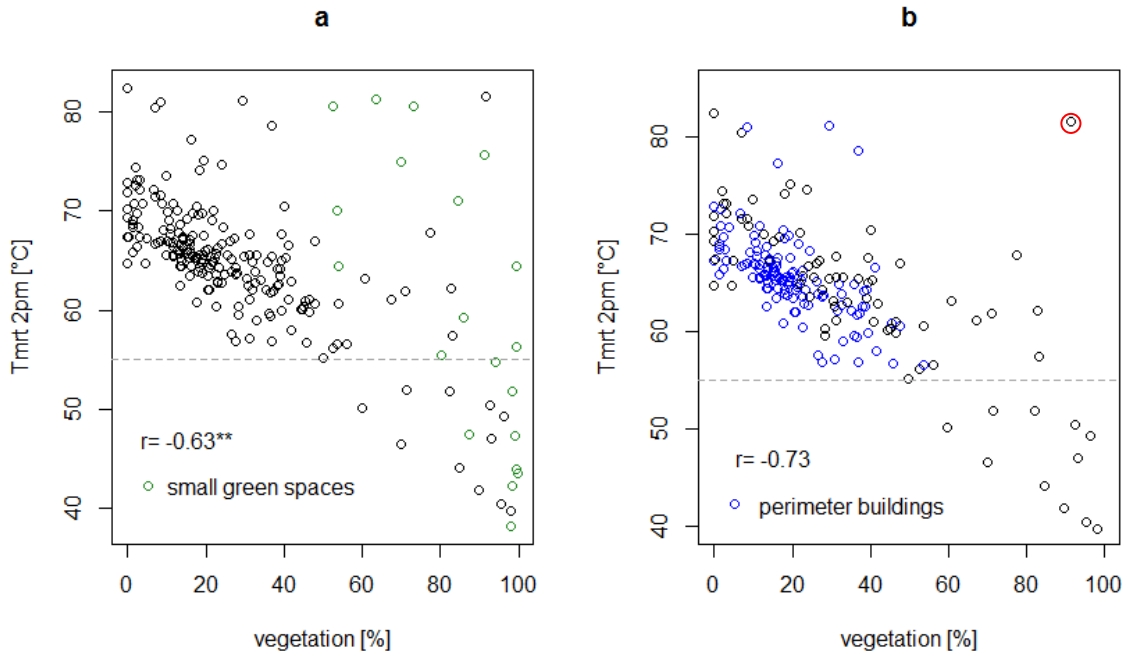 a
Tmrt 2pm [°C]
80
70
60
50
40
r= -0.63**
small green spaces
0 20 40 60 80 100
vegetation [%]
b
Tmrt 2pm [°C]
80
70
60
50
40
r= -0.73
perimeter buildings
0 20 40 60 80 100
vegetation [%]